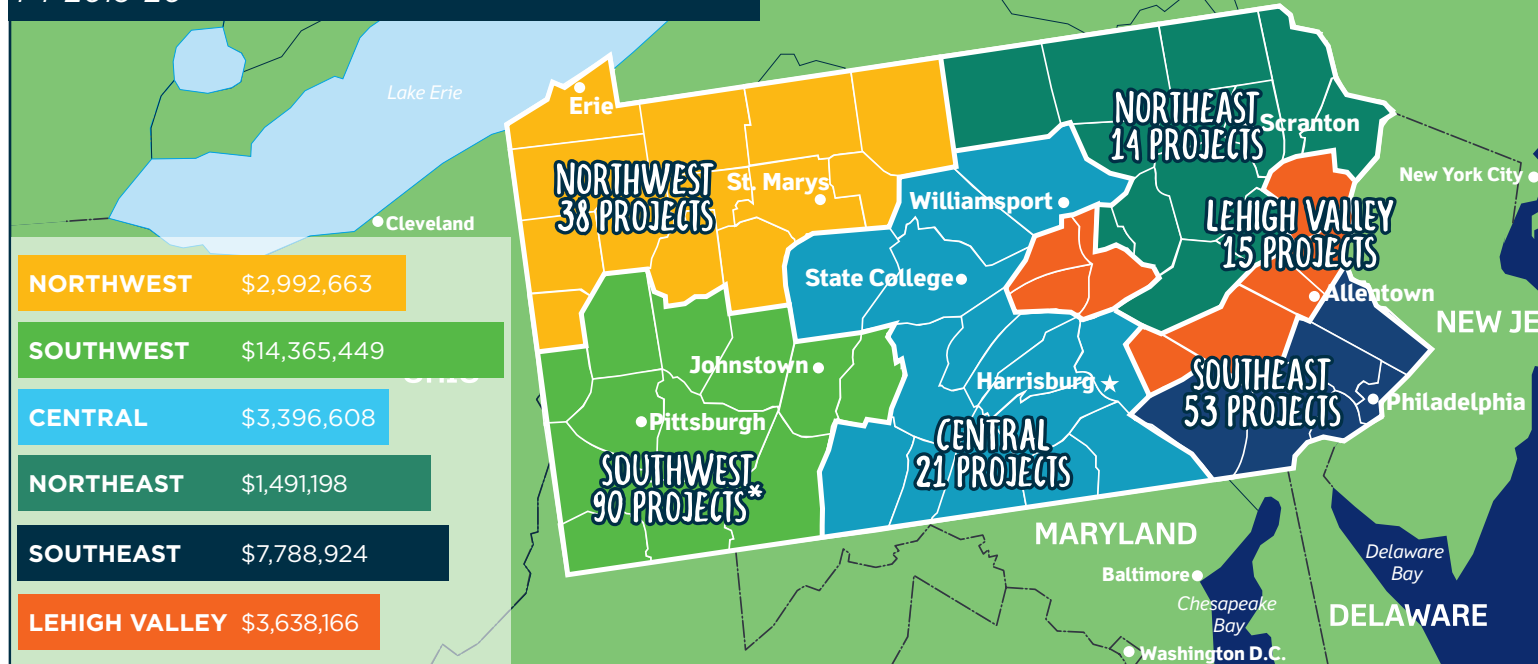 Lake Erie
Erie
Cleveland
NORTHWEST
38 PROJECTS
St. Marys
NORTHEAST
14 PROJECTS
Scranton
New York City
Williamsport
LEHIGH VALLEY
15 PROJECTS
State College
Allentown
NEW JE
NORTHWEST $2,992,663
SOUTHWEST $14,365,449
CENTRAL $3,396,608
NORTHEAST $1,491,198
SOUTHEAST $7,788,924
LEHIGH VALLEY $3,638,166
Johnstown
Harrisburg
Pittsburgh
SOUTHEAST
53 PROJECTS
Philadelphia
CENTRAL
21 PROJECTS
SOUTHWEST
90 PROJECTS*
MARYLAND
Baltimore
Delaware
Bay
Chesapeake
Bay
DELAWARE
Washington D.C.